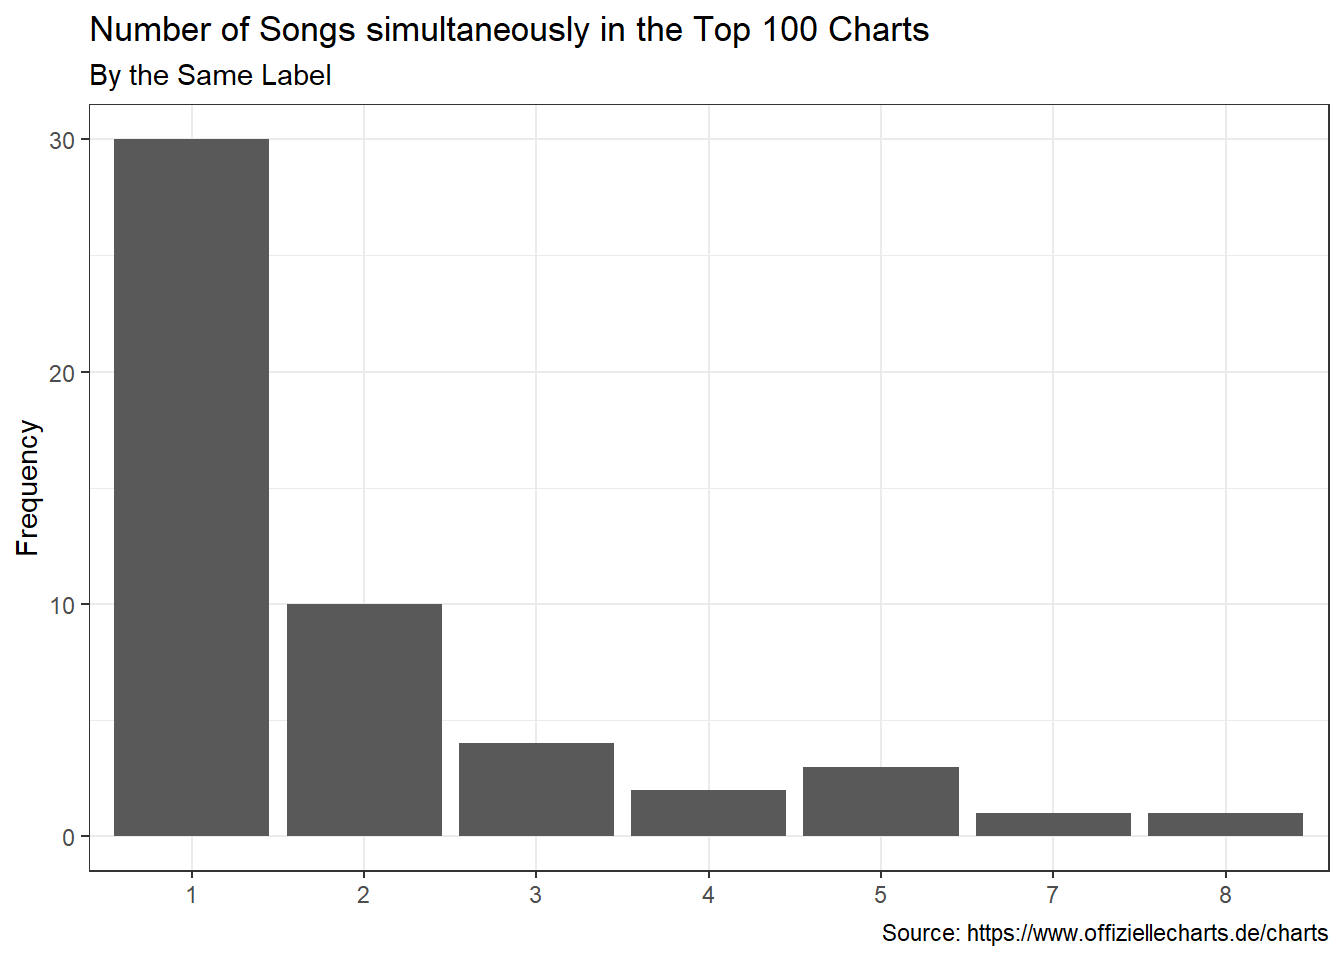 Number of Songs simultaneously in the Top 100 Charts
By the Same Label
30
20
10
0
Frequency
1 2 3 4 5 7 8
Source: https://www.offiziellecharts.de/charts